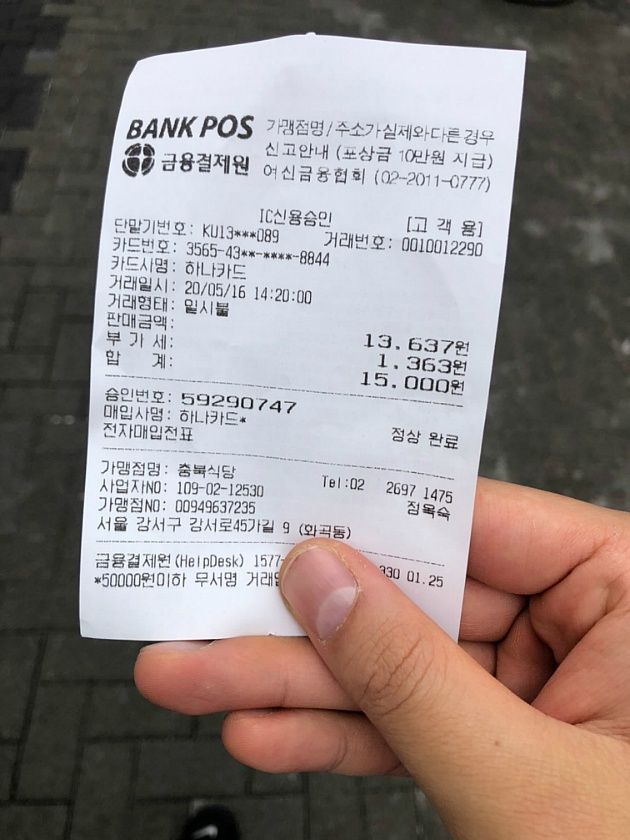 BANK POS
금융결제원
가맹점명/주소가실제와다른경우
신고안내 (포상금 10만원 지급)
여신금융협회 (02-2011-0777)
IC신용승인 [고 객 용]
단말기번호: KU13***089 거래번호: 0010012290
카드번호: 3565-43**-****-8844
카드사명: 하나카드
거래일시: 20/05/16 14:20:00
거래형태: 일시불
판매금액: 13.637원
부 가 세: 1.363원
합 계: 15.000원
승인번호: 59290747
매입사명: 하나카드*
전자매입전표 정상 완료
가맹점명: 충북식당
사업자NO: 109-02-12530 Tel:02 2697 1475
가맹점NO: 00949637235 정옥숙
서울 강서구 강서로45가길 9 (화곡동)
금융결제원(HelpDesk) 1577-
*50000원이하 무서명 거래 330 01.25